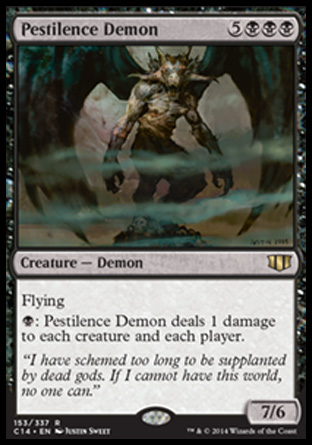 Pestilence Demon 5
Creature — Demon
Flying
: Pestilence Demon deals 1 damage
to each creature and each player.
“I have schemed too long to be supplanted
by dead gods. If I cannot have this world,
no one can.”
7/6
153/337 R
C14 • EN Justin Sweet
™ & © 2014 Wizards of the Coast